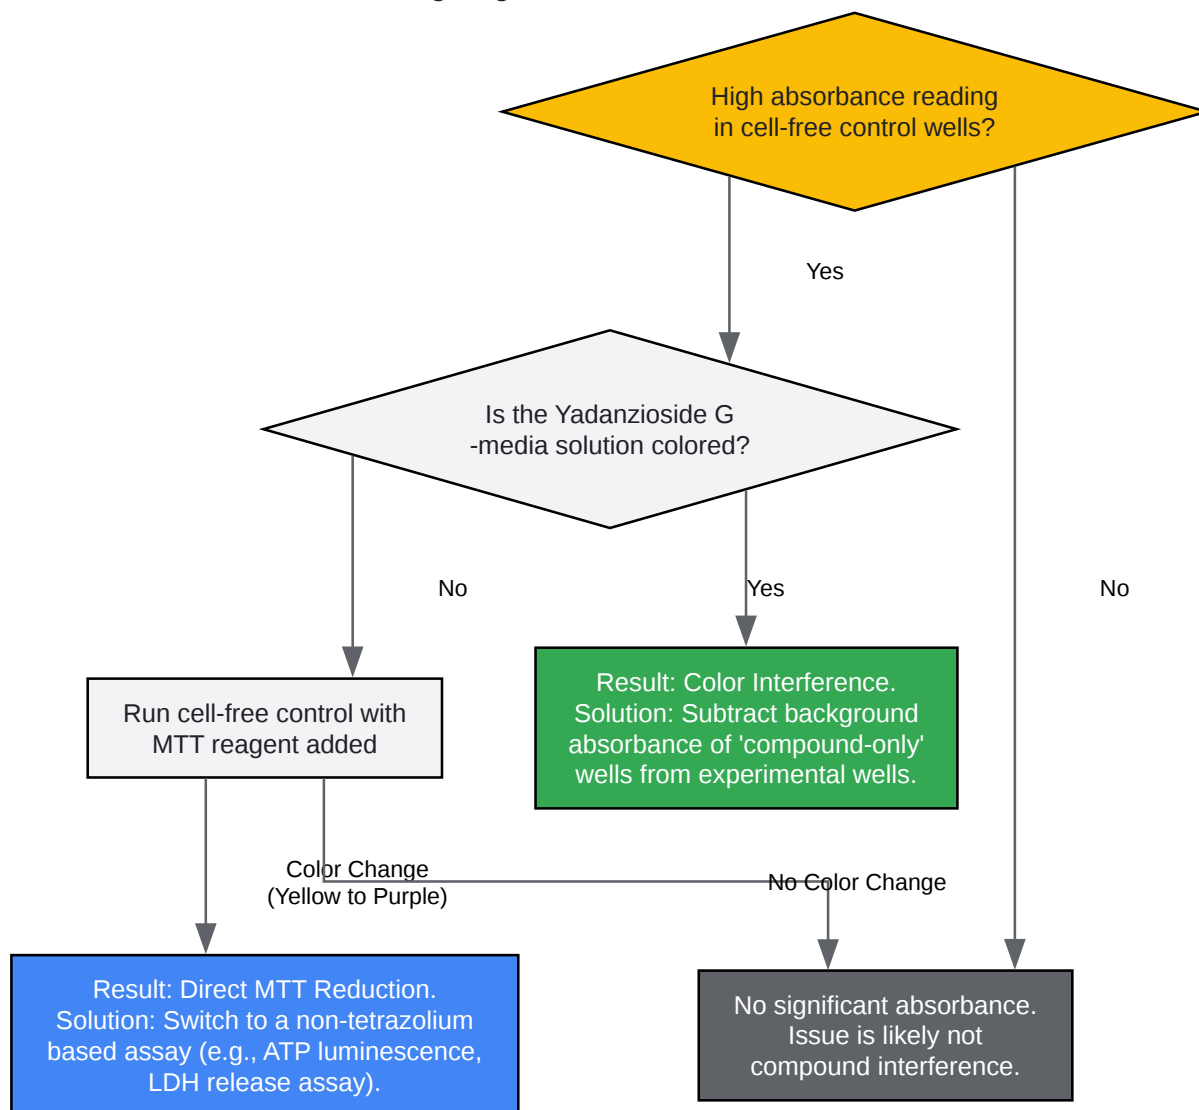 High absorbance reading
in cell-free control wells?
Yes
Is the Yadanzioside G
-media solution colored?
No
Yes
No
Run cell-free control with
MTT reagent added
Result: Color Interference.
Solution: Subtract background
absorbance of 'compound-only'
wells from experimental wells.
Color Change
(Yellow to Purple)
No Color Change
Result: Direct MTT Reduction.
Solution: Switch to a non-tetrazolium
based assay (e.g., ATP luminescence,
LDH release assay).
No significant absorbance.
Issue is likely not
compound interference.